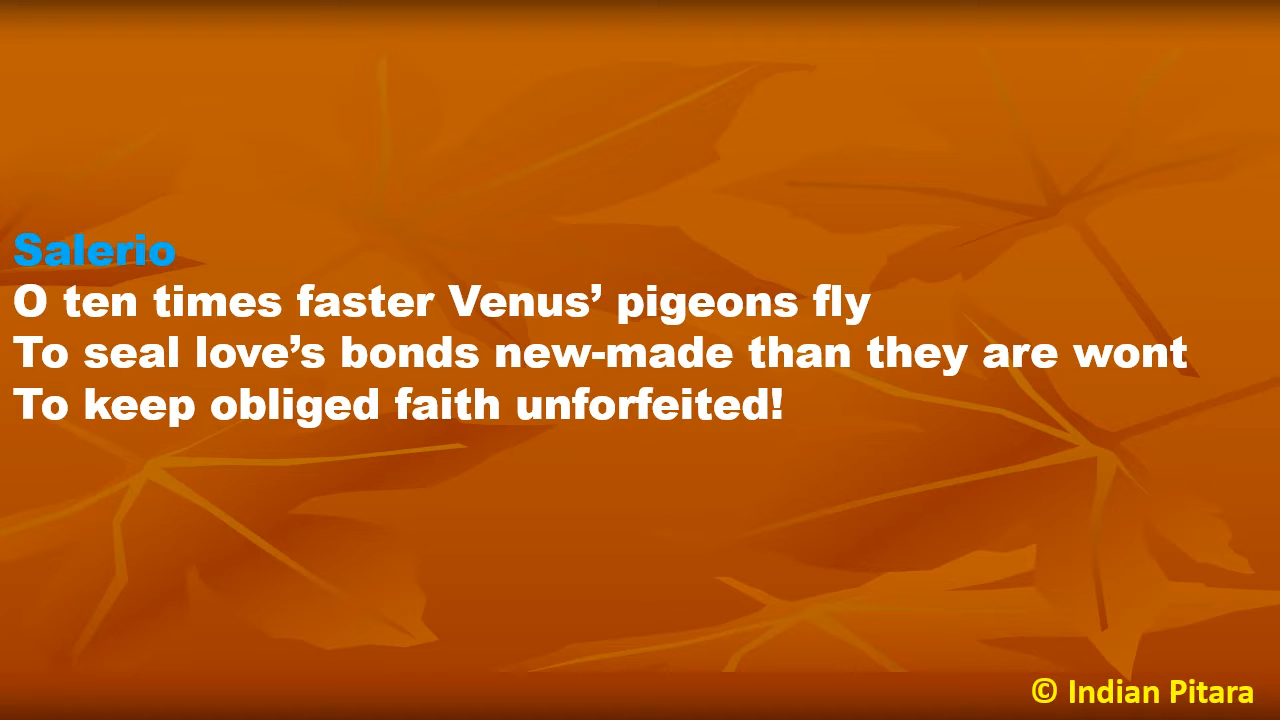 Salerio
O ten times faster Venus’ pigeons fly
To seal love’s bonds new-made than they are wont
To keep obliged faith unforfeited!
© Indian Pitara